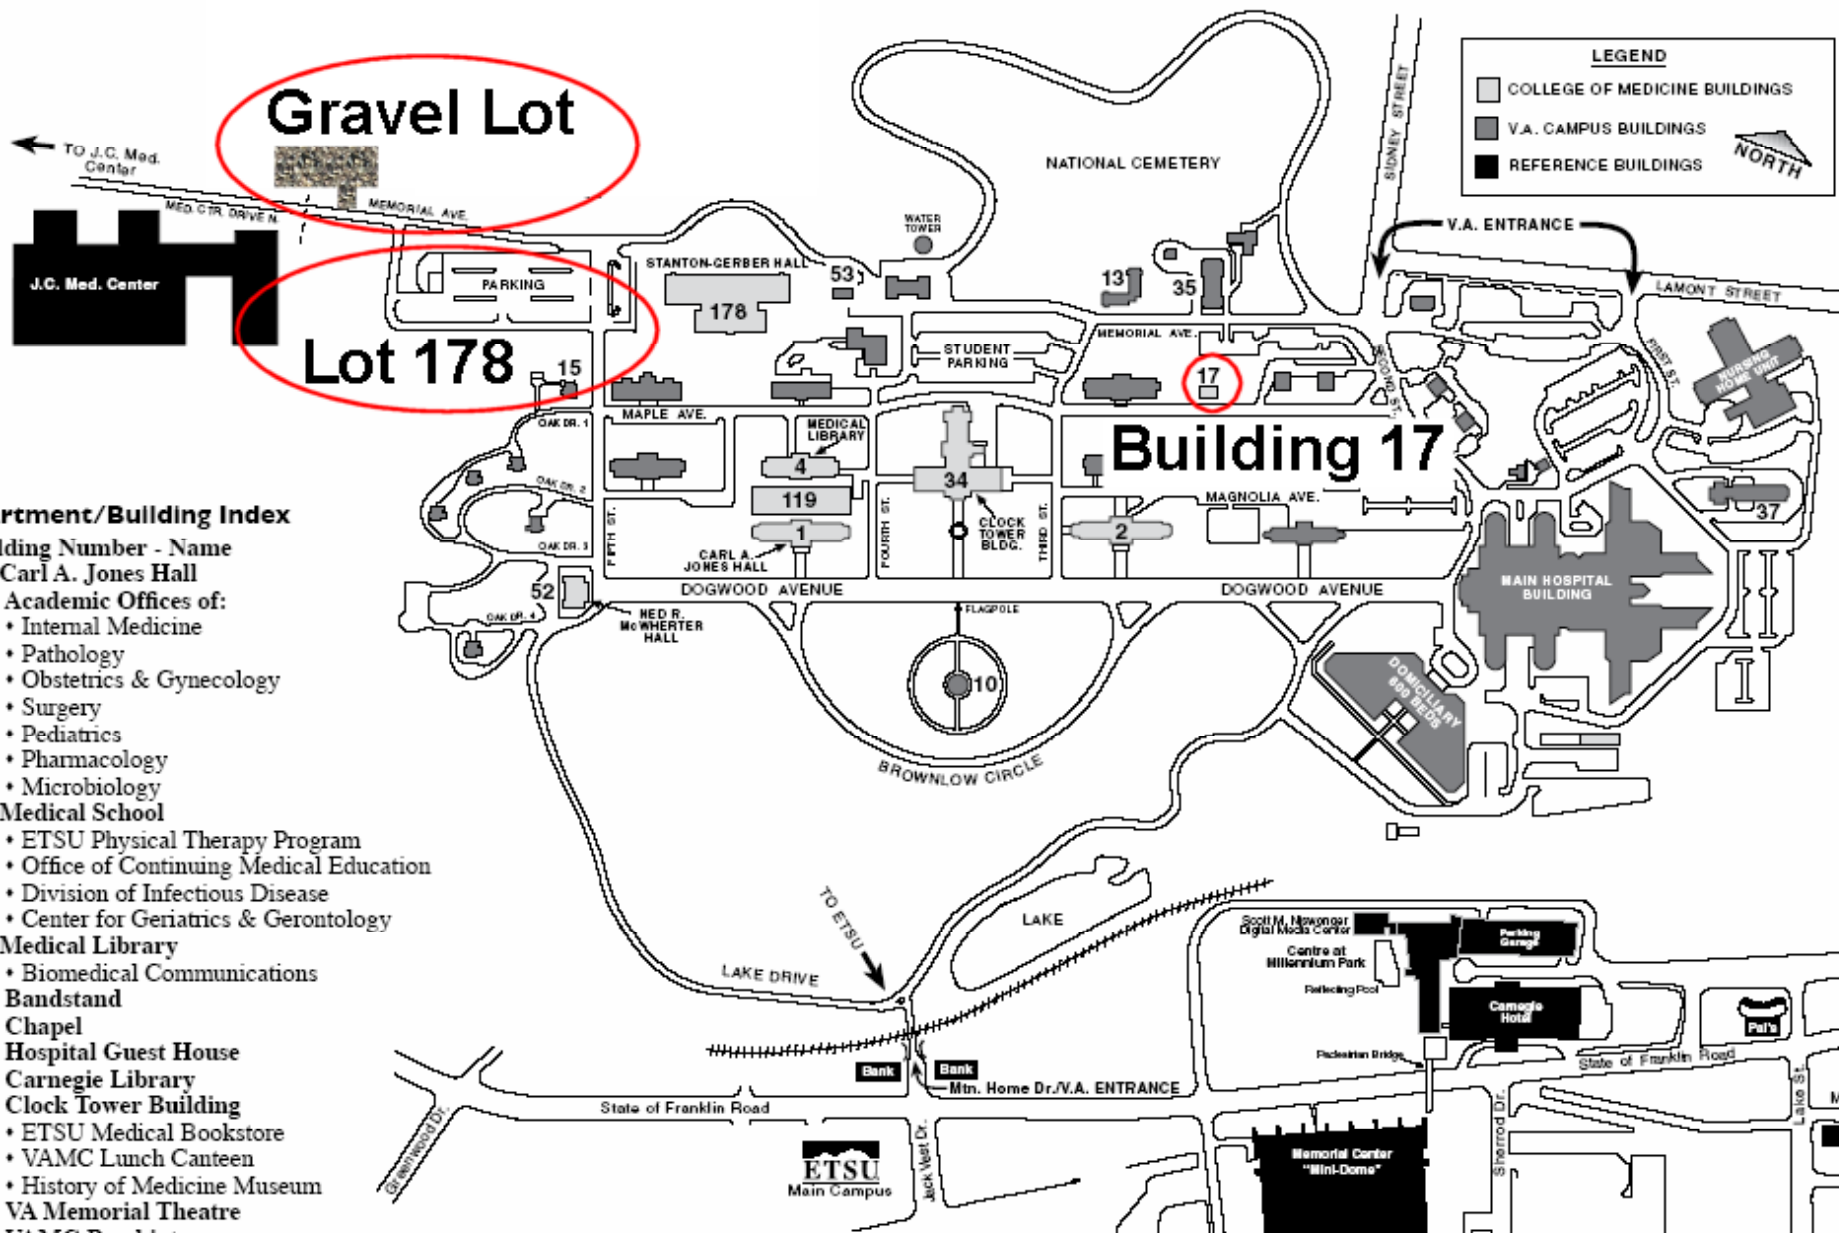 Gravel Lot
TO J.C. Med.
Center
MED. CTR. DRIVE N.
MEMORIAL AVE.
J.C. Med. Center
PARKING
Lot 178
15
STANTON-GERBER HALL
178
53
WATER
TOWER
NATIONAL CEMETERY
13
35
SIDNEY STREET
LEGEND
COLLEGE OF MEDICINE BUILDINGS
V.A. CAMPUS BUILDINGS
REFERENCE BUILDINGS
NORTH
V.A. ENTRANCE
LAMONT STREET
MEMORIAL AVE.
STUDENT
PARKING
17
SECOND ST.
FIRST ST.
NURSING
HOME UNIT
Building 17
MAPLE AVE.
OAK DR. 1
OAK DR. 2
OAK DR. 3
OAK DR. 4
MEDICAL
LIBRARY
4
119
1
CARL A.
JONES HALL
34
CLOCK
TOWER
BLDG.
FIFTH ST.
FOURTH ST.
THIRD ST.
2
MAGNOLIA AVE.
37
MAIN HOSPITAL
BUILDING
52
NED R.
McWHERTER
HALL
DOGWOOD AVENUE
DOGWOOD AVENUE
FLAGPOLE
10
BROWNLOW CIRCLE
DOMICILIARY
600 BEDS
rtment/Building Index
lding Number - Name
Carl A. Jones Hall
Academic Offices of:
• Internal Medicine
• Pathology
• Obstetrics & Gynecology
• Surgery
• Pediatrics
• Pharmacology
• Microbiology
Medical School
• ETSU Physical Therapy Program
• Office of Continuing Medical Education
• Division of Infectious Disease
• Center for Geriatrics & Gerontology
Medical Library
• Biomedical Communications
Bandstand
Chapel
Hospital Guest House
Carnegie Library
Clock Tower Building
• ETSU Medical Bookstore
• VAMC Lunch Canteen
• History of Medicine Museum
VA Memorial Theatre
TO ETSU
LAKE DRIVE
LAKE
Scott M. Niswonger
Digital Media Center
Centre at
Millennium Park
Reflecting Pool
Parking
Garage
Carnegie
Hotel
Pal's
Pedestrian Bridge
State of Franklin Road
Bank
Bank
Mtn. Home Dr./V.A. ENTRANCE
State of Franklin Road
Greenwood Dr.
ETSU
Main Campus
Jack Vest Dr.
Memorial Center
"Mini-Dome"
Sherrod Dr.
Lake St.